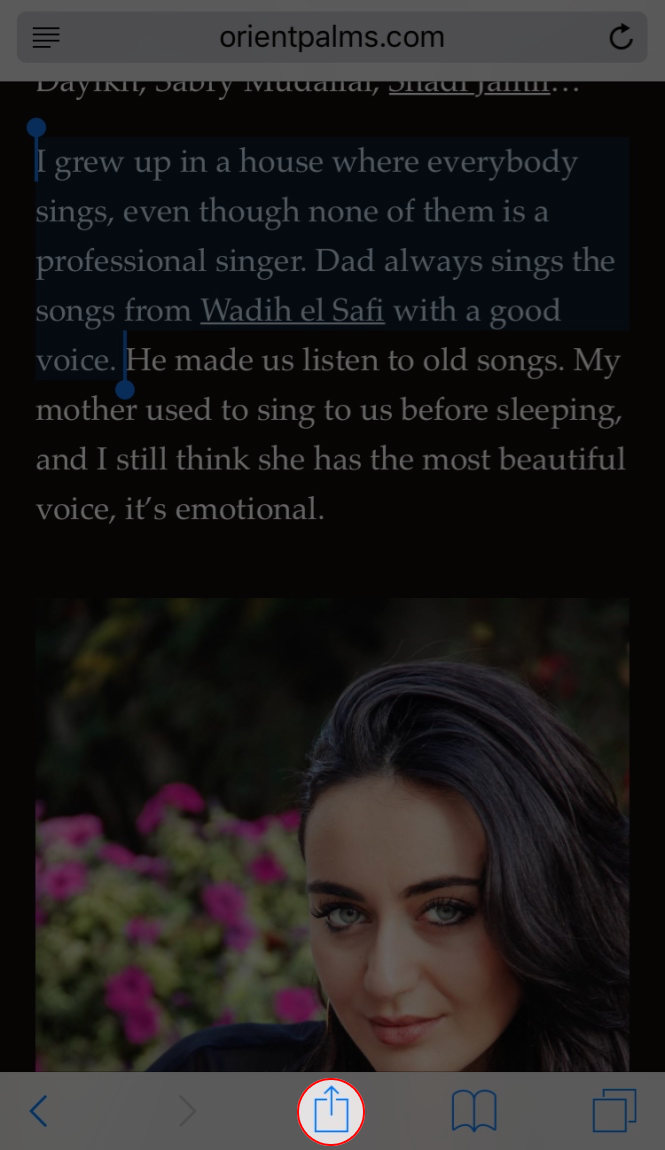 orientpalms.com
Dayikh, Sabry Mudallal, Shadi Jamil…
I grew up in a house where everybody
sings, even though none of them is a
professional singer. Dad always sings the
songs from Wadih el Safi with a good
voice. He made us listen to old songs. My
mother used to sing to us before sleeping,
and I still think she has the most beautiful
voice, it’s emotional.